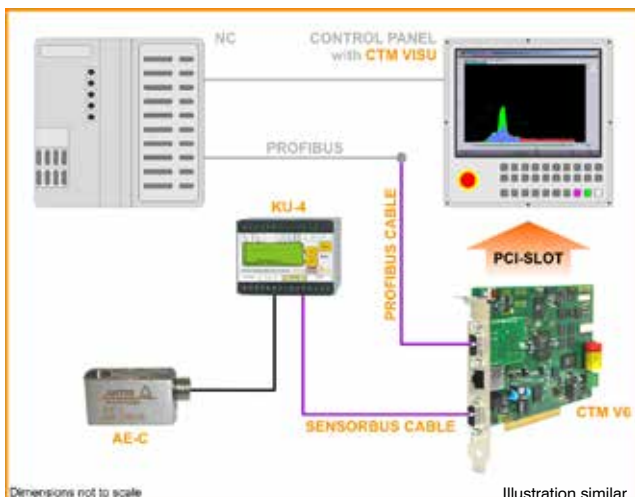 NC
CONTROL PANEL
with CTM VISU
PROFIBUS
KU-4
PROFIBUS CABLE
PCI-SLOT
ARTIS
AE-C
SENSORBUS CABLE
CTM V6
Dimensions not to scale
Illustration similar